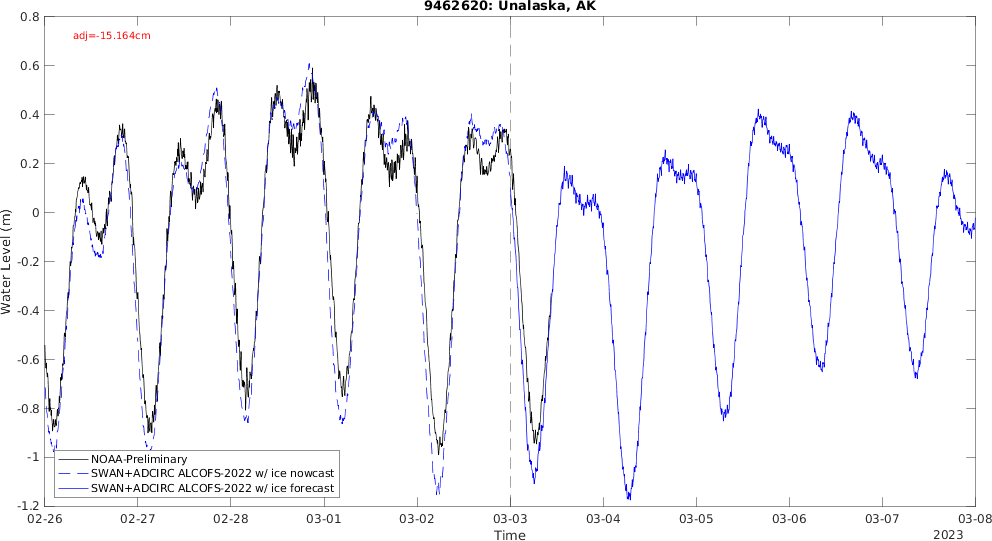 9462620: Unalaska, AK
adj=-15.164cm
0.8
0.6
0.4
0.2
0
-0.2
-0.4
-0.6
-0.8
-1
-1.2
Water Level (m)
NOAA-Preliminary
SWAN+ADCIRC ALCOFS-2022 w/ ice nowcast
SWAN+ADCIRC ALCOFS-2022 w/ ice forecast
02-26 02-27 02-28 03-01 03-02 03-03 03-04 03-05 03-06 03-07 03-08
Time
2023